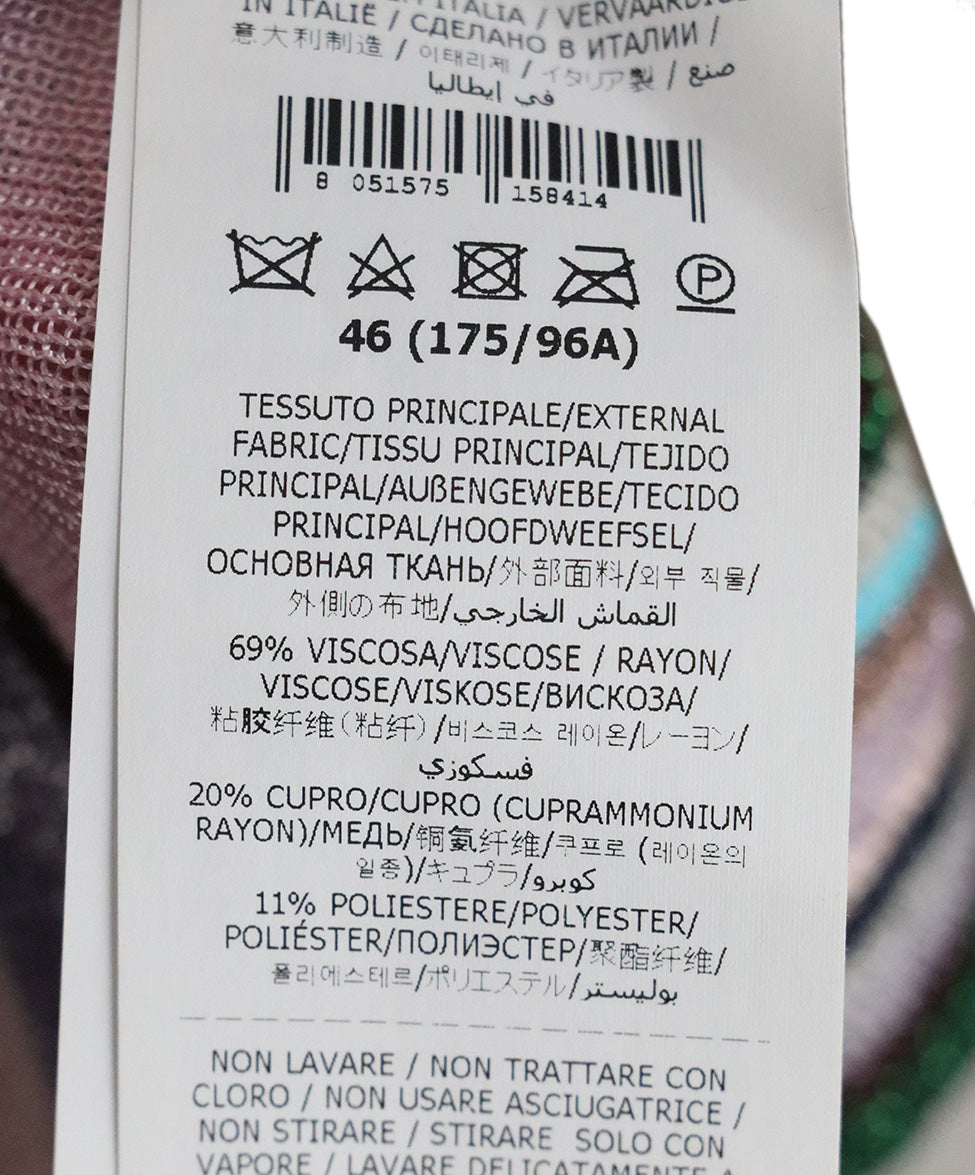 ITALIA / VERVAARDIGD
IN ITALIË / СДЕЛАНО В ИТАЛИИ /
意大利制造 / 이태리제 / イタリア製 / صنع
في ايطاليا
8 051575 158414
P
46 (175/96A)
TESSUTO PRINCIPALE/EXTERNAL
FABRIC/TISSU PRINCIPAL/TEJIDO
PRINCIPAL/AUßENGEWEBE/TECIDO
PRINCIPAL/HOOFDWEEFSEL/
ОСНОВНАЯ ТКАНЬ/外部面料/외부 직물/
外側の布地/القماش الخارجي
69% VISCOSA/VISCOSE / RAYON/
VISCOSE/VISKOSE/ВИСКОЗА/
粘胶纤维(粘纤)/비스코스 레이온/レーヨン/
فسكوزي
20% CUPRO/CUPRO (CUPRAMMONIUM
RAYON)/МЕДЬ/铜氨纤维/쿠프로 (레이온의
일종)/キュプラ/كوبرو
11% POLIESTERE/POLYESTER/
POLIÉSTER/ПОЛИЭСТЕР/聚酯纤维/
폴리에스테르/ポリエステル/بوليستر
NON LAVARE / NON TRATTARE CON
CLORO / NON USARE ASCIUGATRICE /
NON STIRARE / STIRARE SOLO CON
VAPORE / LAVARE DELICATAMENTE /